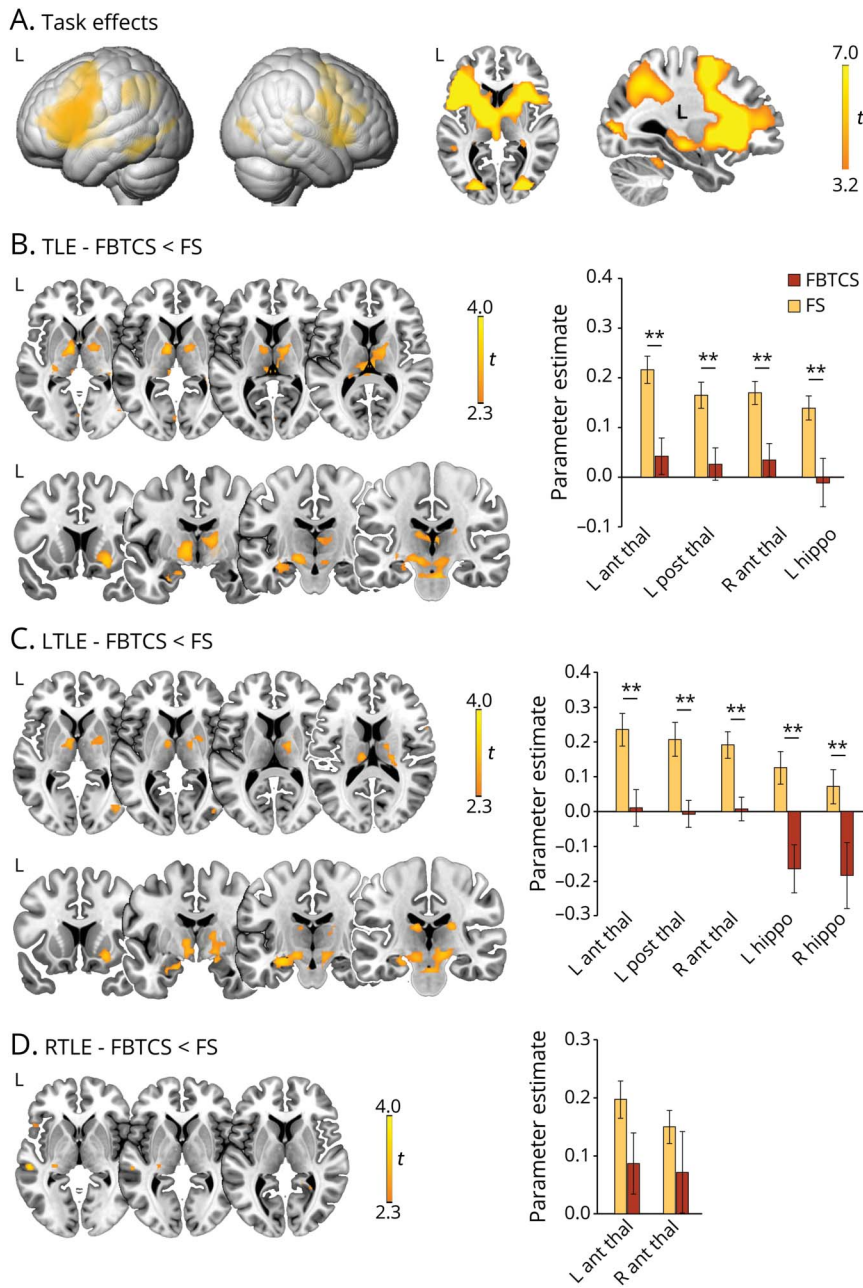 A. Task effects
L
L
L
7.0
t
3.2
B. TLE - FBTCS < FS
L
4.0
t
2.3
L
0.4
0.3
0.2
0.1
0.0
−0.1
Parameter estimate
FBTCS
FS
**
**
**
**
L ant thal
L post thal
R ant thal
L hippo
C. LTLE - FBTCS < FS
L
4.0
t
2.3
L
0.4
0.3
0.2
0.1
0.0
−0.1
−0.2
−0.3
Parameter estimate
**
**
**
**
**
L ant thal
L post thal
R ant thal
L hippo
R hippo
D. RTLE - FBTCS < FS
L
4.0
t
2.3
0.3
0.2
0.1
0.0
Parameter estimate
L ant thal
R ant thal